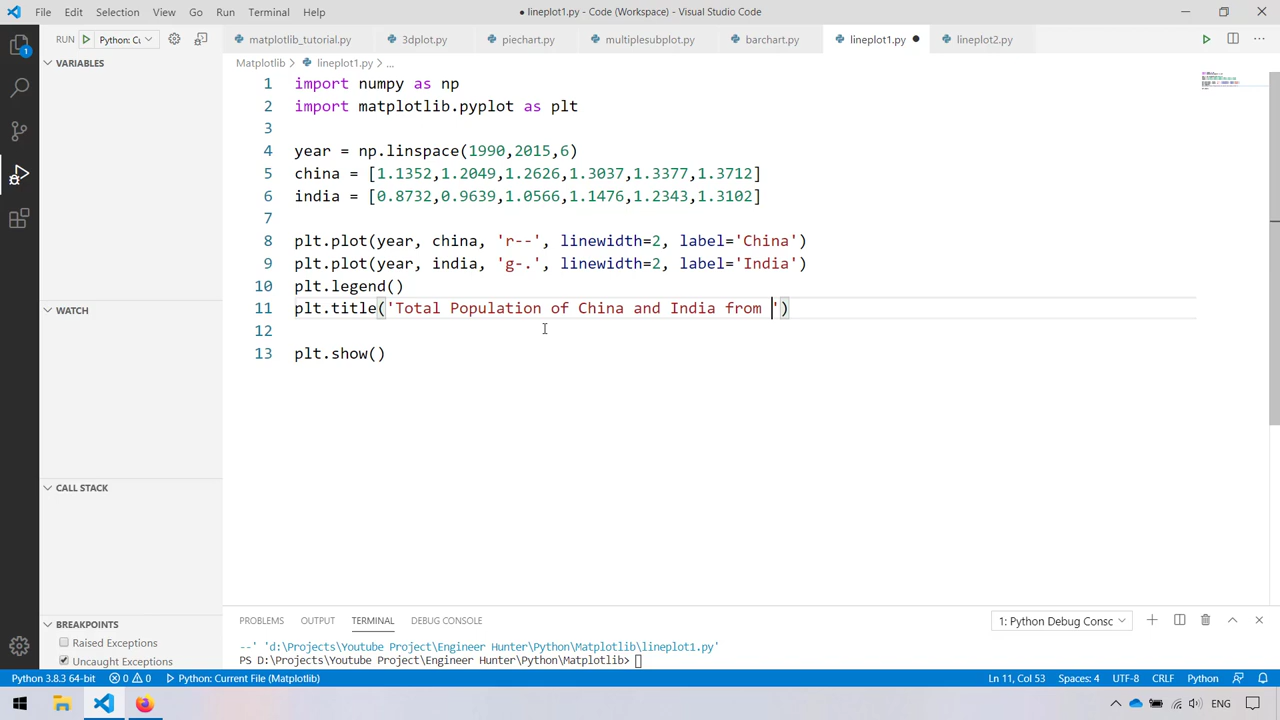 File Edit Selection View Go Run Terminal Help
● lineplot1.py - Code (Workspace) - Visual Studio Code
RUN Python: Cu
matplotlib_tutorial.py 3dplot.py piechart.py multiplesubplot.py barchart.py lineplot1.py ● lineplot2.py
Matplotlib > lineplot1.py > ...
VARIABLES
WATCH
CALL STACK
BREAKPOINTS
Raised Exceptions
Uncaught Exceptions
1 import numpy as np
2 import matplotlib.pyplot as plt
3
4 year = np.linspace(1990,2015,6)
5 china = [1.1352,1.2049,1.2626,1.3037,1.3377,1.3712]
6 india = [0.8732,0.9639,1.0566,1.1476,1.2343,1.3102]
7
8 plt.plot(year, china, 'r--', linewidth=2, label='China')
9 plt.plot(year, india, 'g-.', linewidth=2, label='India')
10 plt.legend()
11 plt.title('Total Population of China and India from ')
12
13 plt.show()
PROBLEMS OUTPUT TERMINAL DEBUG CONSOLE
1: Python Debug Consc
--' 'd:\Projects\Youtube Project\Engineer Hunter\Python\Matplotlib\lineplot1.py'
PS D:\Projects\Youtube Project\Engineer Hunter\Python\Matplotlib>
1
Python 3.8.3 64-bit 0 0 Python: Current File (Matplotlib)
Ln 11, Col 53 Spaces: 4 UTF-8 CRLF Python
ENG